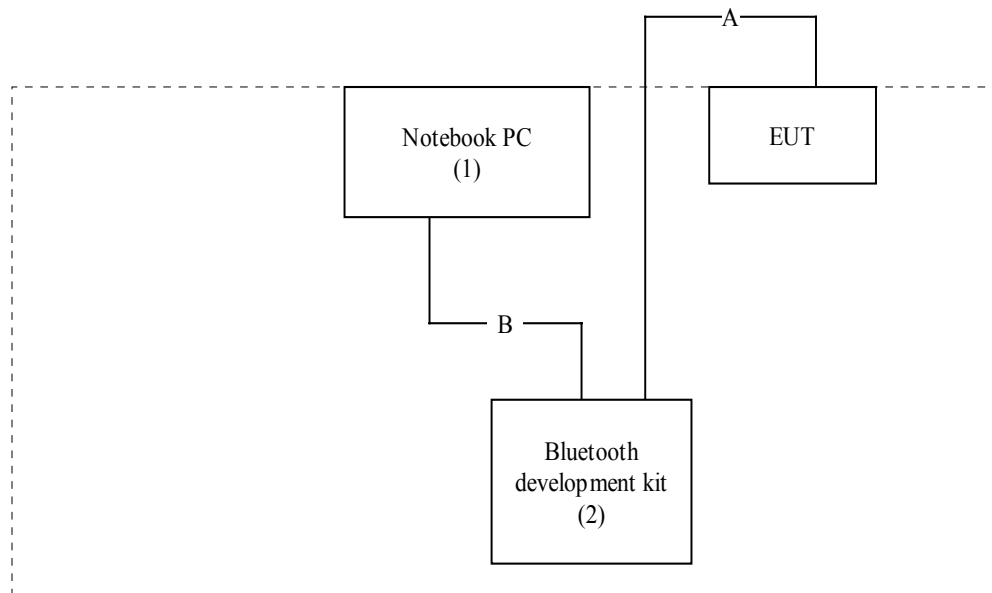 A
Notebook PC
(1)
EUT
B
Bluetooth
development kit
(2)